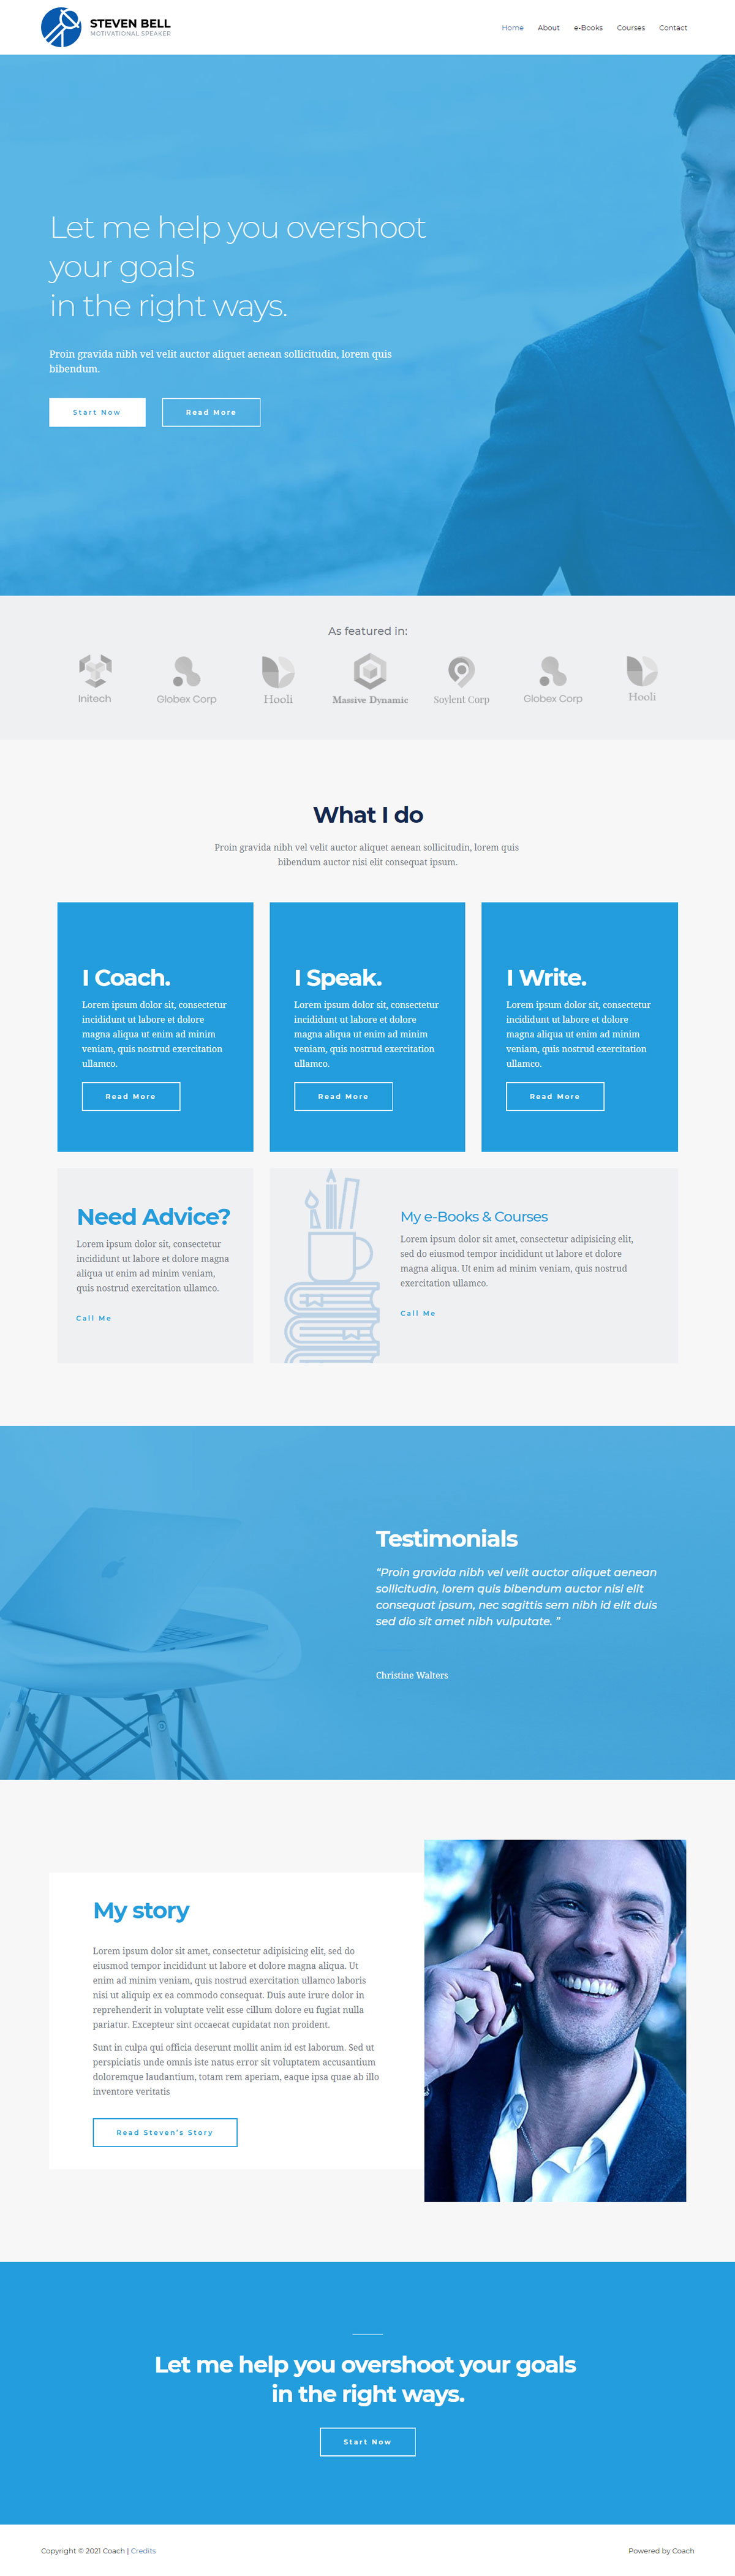 STEVEN BELL
MOTIVATIONAL SPEAKER
Home About e-Books Courses Contact
Let me help you overshoot
your goals
in the right ways.
Proin gravida nibh vel velit auctor aliquet aenean sollicitudin, lorem quis
bibendum.
Start Now Read More
As featured in:
Initech Globex Corp Hooli Massive Dynamic Soylent Corp Globex Corp Hooli
What I do
Proin gravida nibh vel velit auctor aliquet aenean sollicitudin, lorem quis
bibendum auctor nisi elit consequat ipsum.
I Coach.
Lorem ipsum dolor sit, consectetur
incididunt ut labore et dolore
magna aliqua ut enim ad minim
veniam, quis nostrud exercitation
ullamco.
Read More
I Speak.
Lorem ipsum dolor sit, consectetur
incididunt ut labore et dolore
magna aliqua ut enim ad minim
veniam, quis nostrud exercitation
ullamco.
Read More
I Write.
Lorem ipsum dolor sit, consectetur
incididunt ut labore et dolore
magna aliqua ut enim ad minim
veniam, quis nostrud exercitation
ullamco.
Read More
Need Advice?
Lorem ipsum dolor sit, consectetur
incididunt ut labore et dolore magna
aliqua ut enim ad minim veniam,
quis nostrud exercitation ullamco.
Call Me
My e-Books & Courses
Lorem ipsum dolor sit amet, consectetur adipisicing elit,
sed do eiusmod tempor incididunt ut labore et dolore
magna aliqua. Ut enim ad minim veniam, quis nostrud
exercitation ullamco.
Call Me
Testimonials
“Proin gravida nibh vel velit auctor aliquet aenean
sollicitudin, lorem quis bibendum auctor nisi elit
consequat ipsum, nec sagittis sem nibh id elit duis
sed dio sit amet nibh vulputate. ”
Christine Walters
My story
Lorem ipsum dolor sit amet, consectetur adipisicing elit, sed do
eiusmod tempor incididunt ut labore et dolore magna aliqua. Ut
enim ad minim veniam, quis nostrud exercitation ullamco laboris
nisi ut aliquip ex ea commodo consequat. Duis aute irure dolor in
reprehenderit in voluptate velit esse cillum dolore eu fugiat nulla
pariatur. Excepteur sint occaecat cupidatat non proident.
Sunt in culpa qui officia deserunt mollit anim id est laborum. Sed ut
perspiciatis unde omnis iste natus error sit voluptatem accusantium
doloremque laudantium, totam rem aperiam, eaque ipsa quae ab illo
inventore veritatis
Read Steven's Story
Let me help you overshoot your goals
in the right ways.
Start Now
Copyright © 2021 Coach | Credits
Powered by Coach